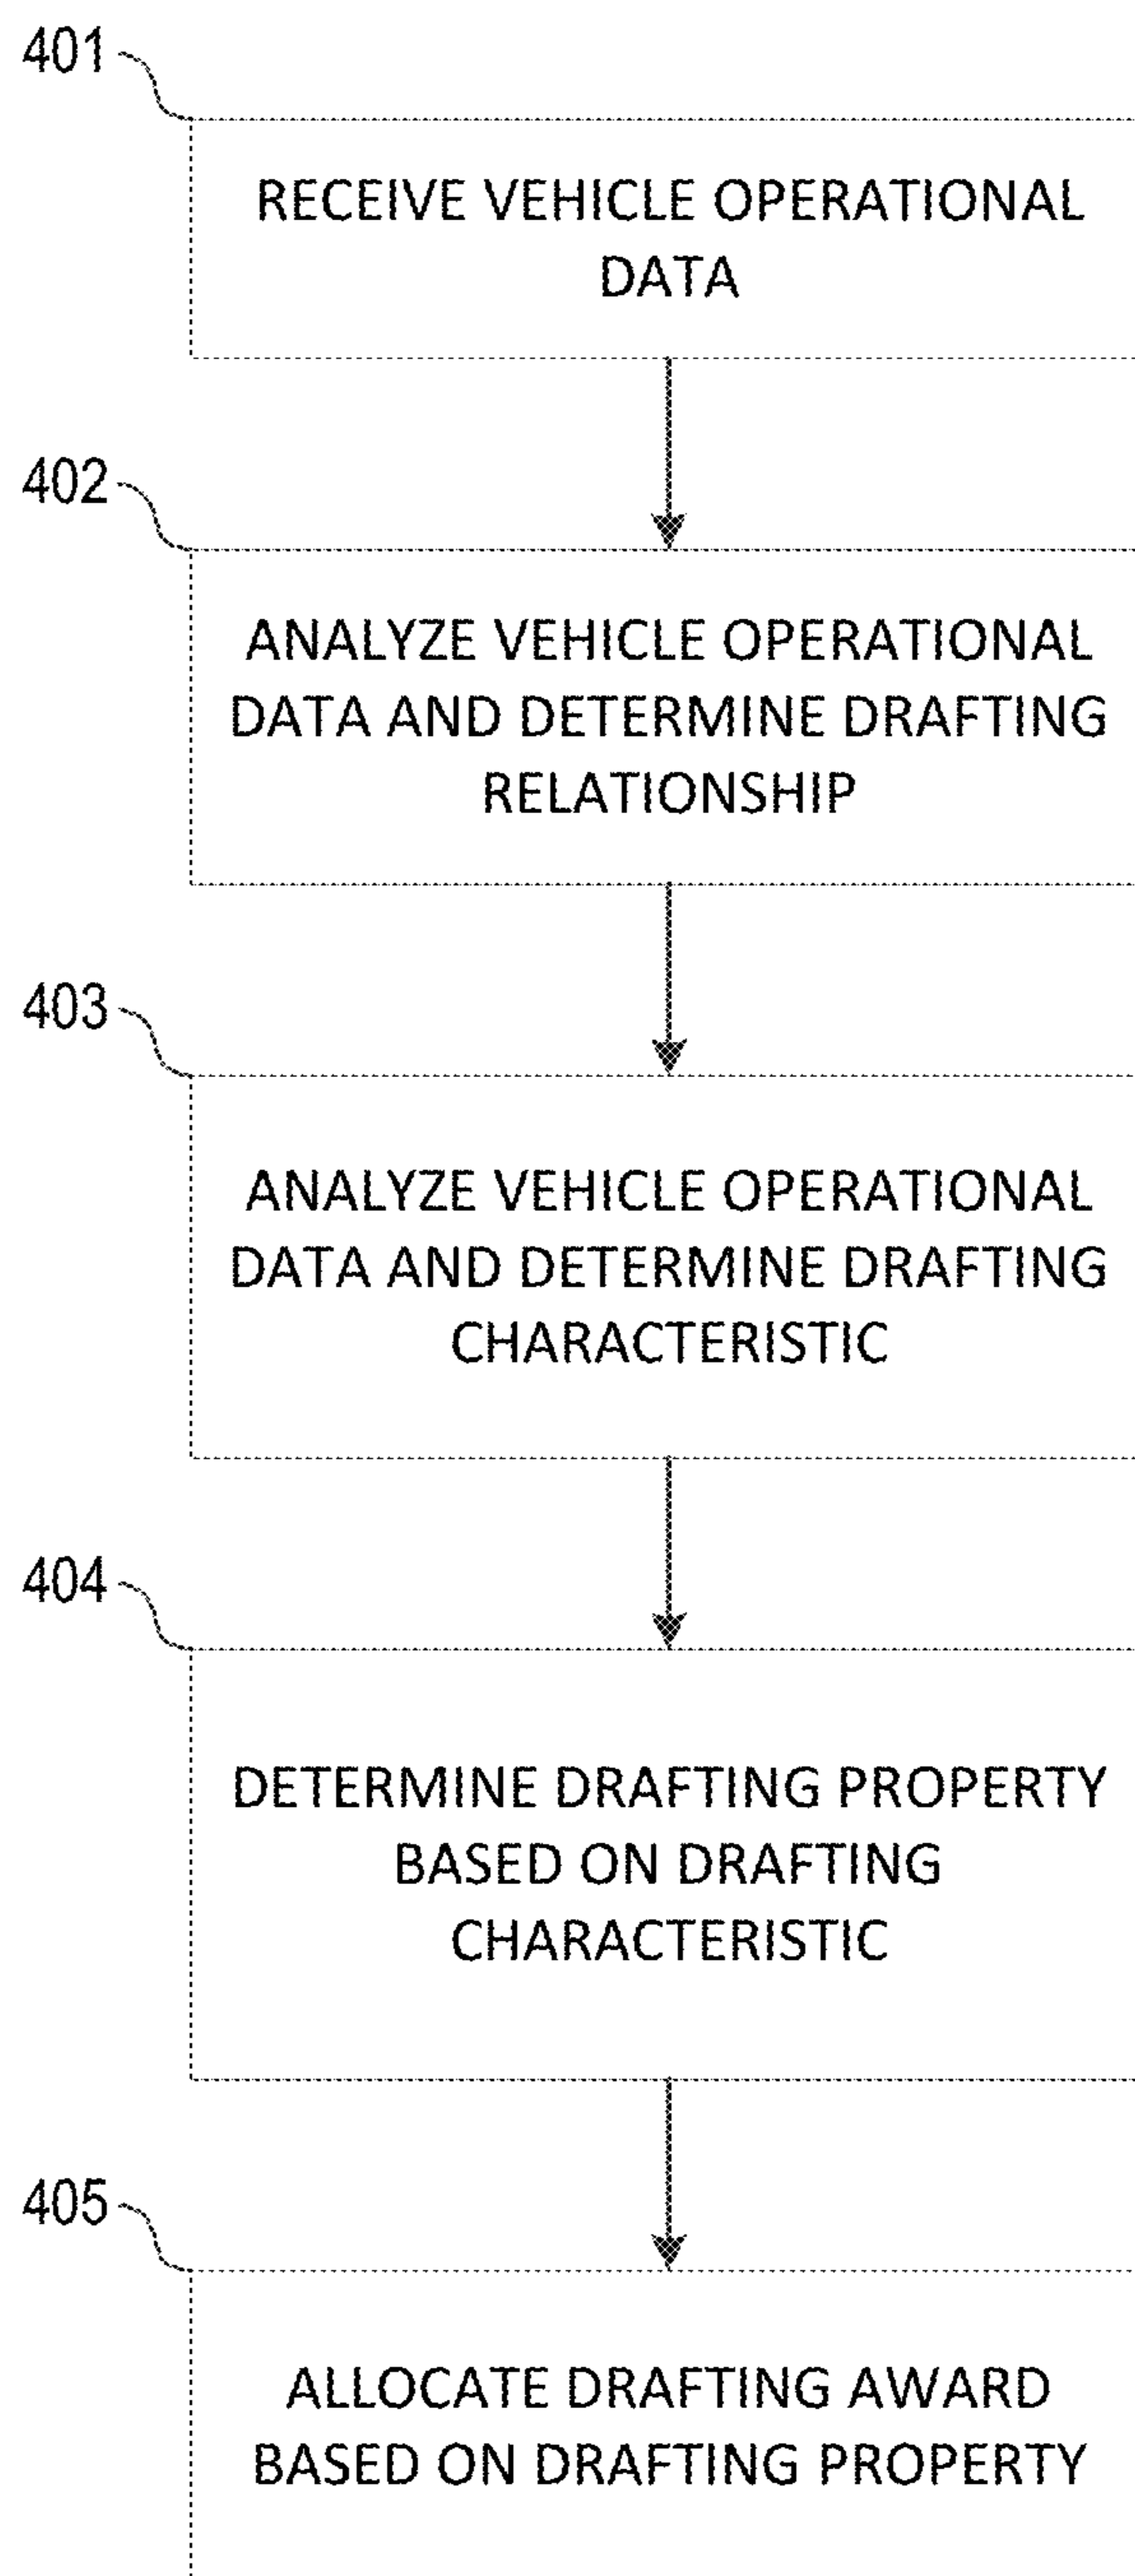 401
RECEIVE VEHICLE OPERATIONAL
DATA
402
ANALYZE VEHICLE OPERATIONAL
DATA AND DETERMINE DRAFTING
RELATIONSHIP
403
ANALYZE VEHICLE OPERATIONAL
DATA AND DETERMINE DRAFTING
CHARACTERISTIC
404
DETERMINE DRAFTING PROPERTY
BASED ON DRAFTING
CHARACTERISTIC
405
ALLOCATE DRAFTING AWARD
BASED ON DRAFTING PROPERTY